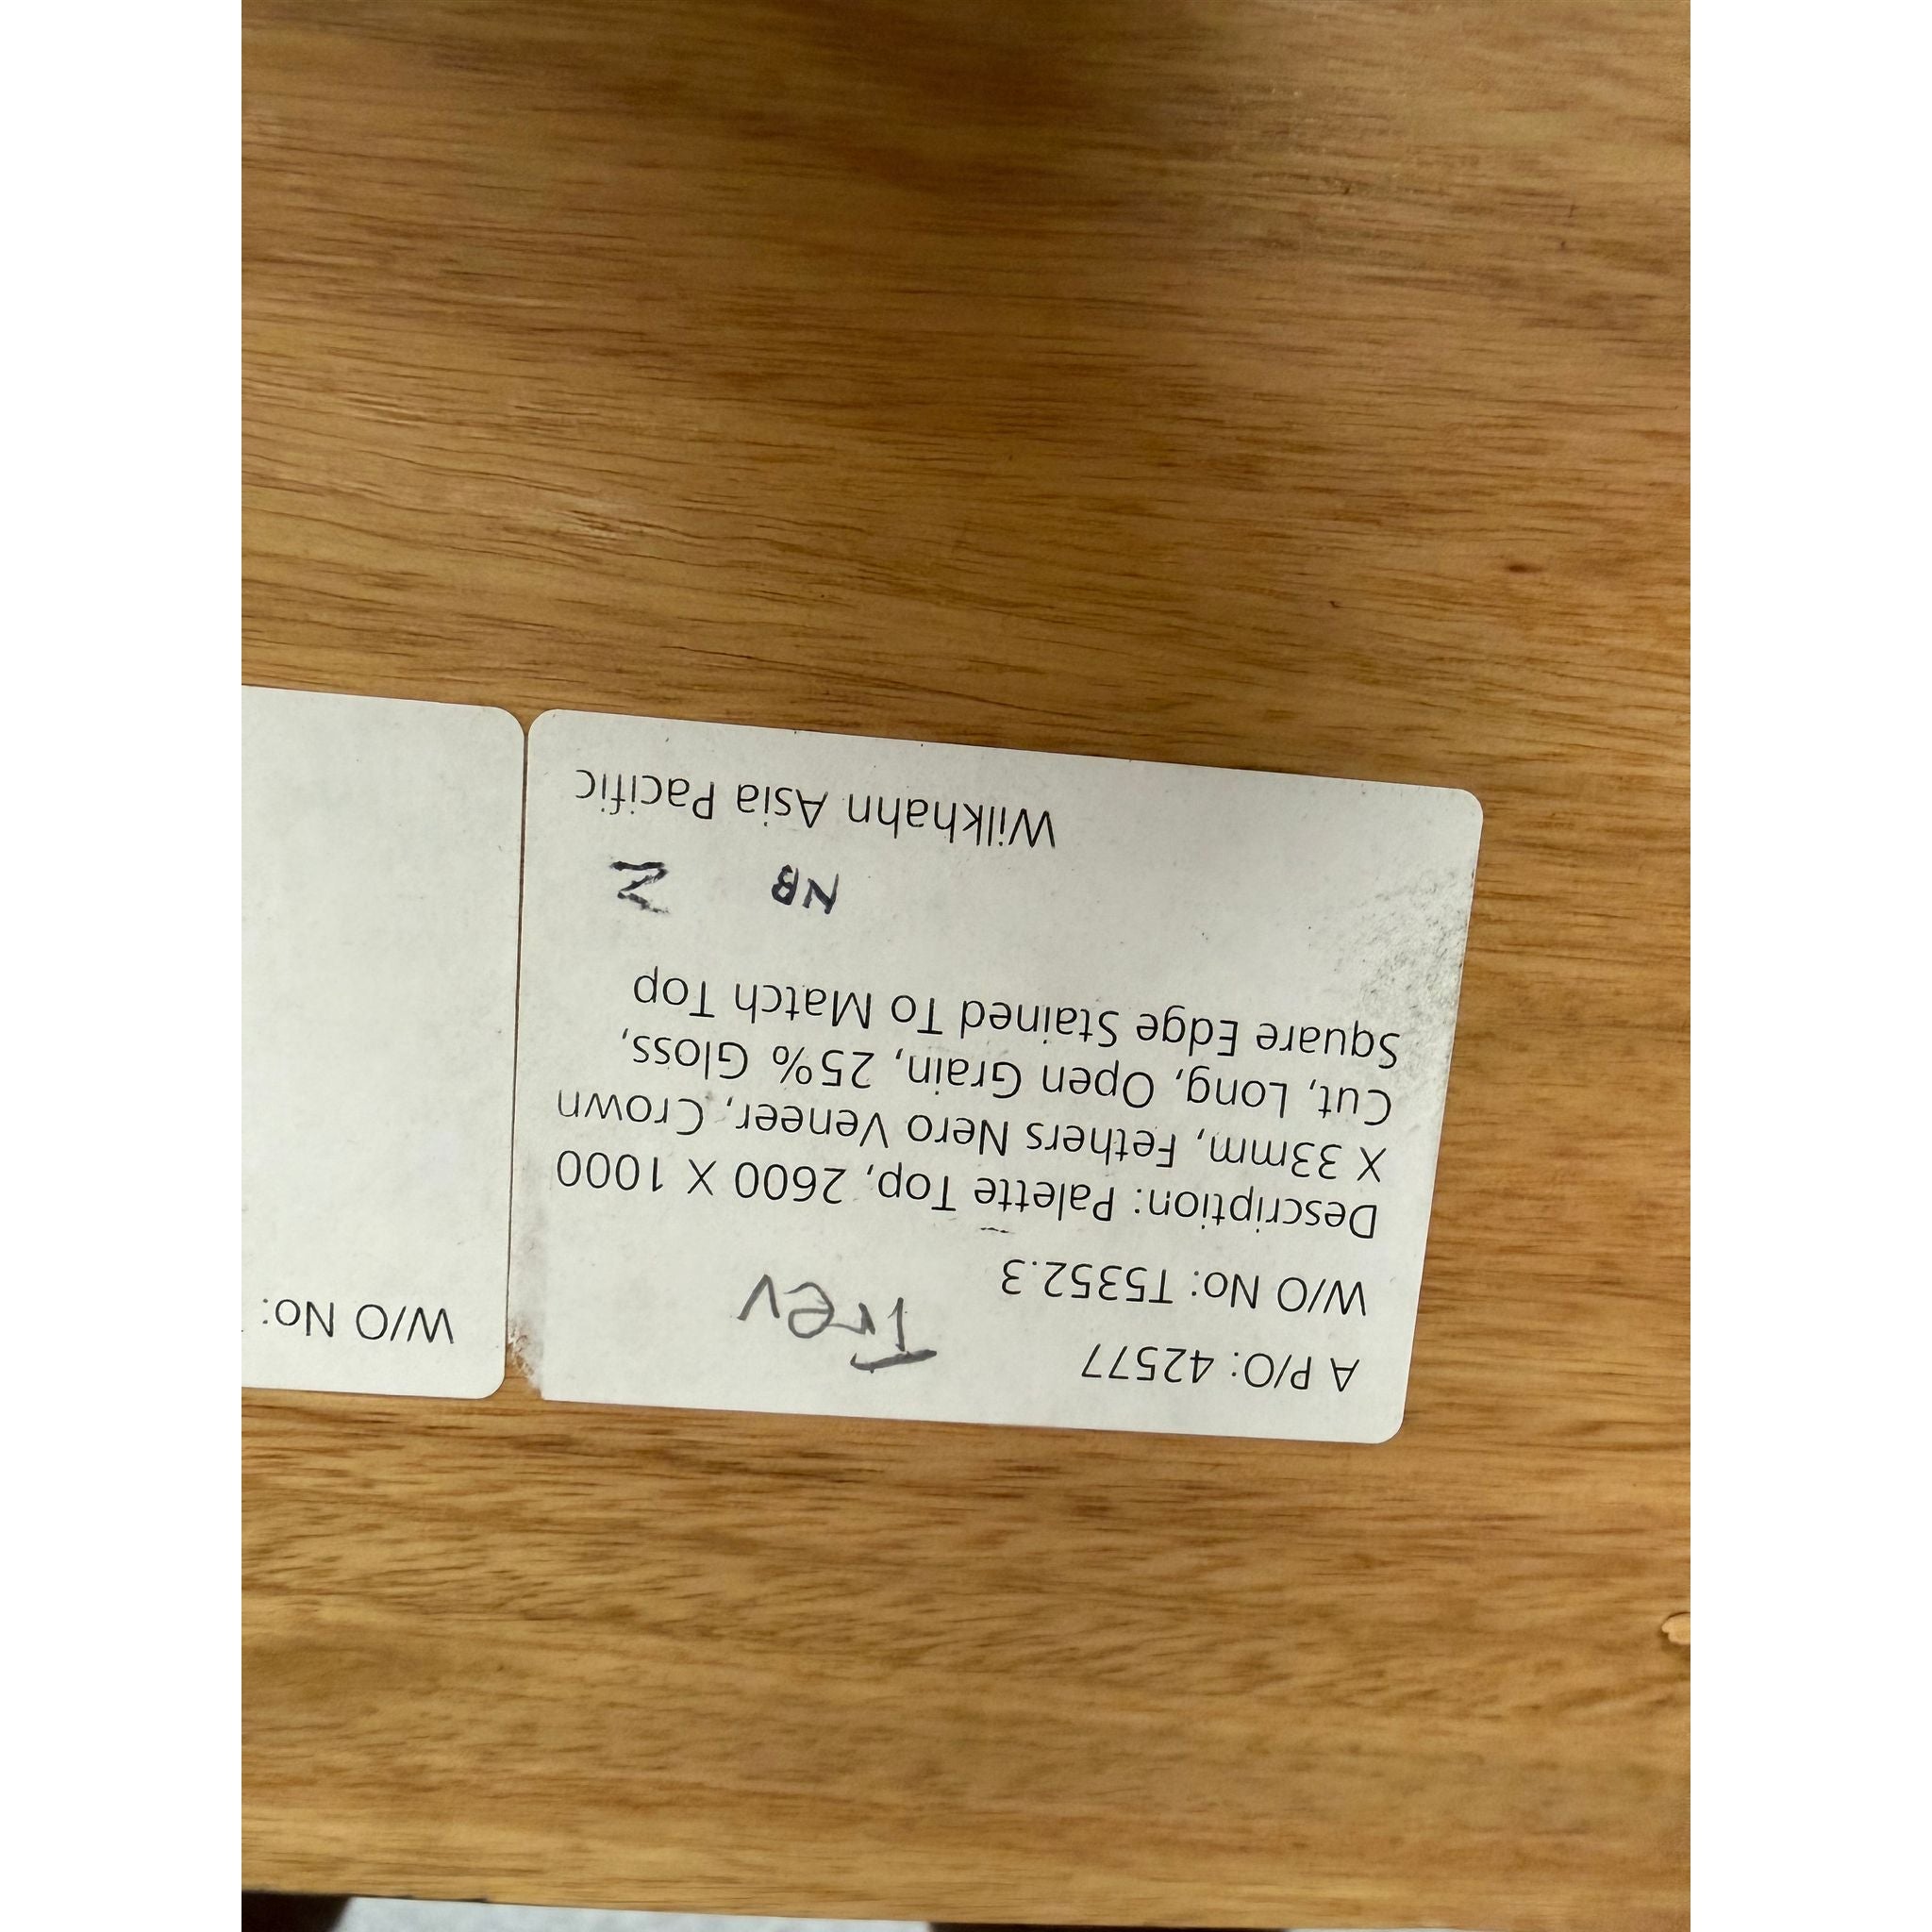 A P/O: 42577
Trev
W/O No: T5352.3
Description: Palette Top, 2600 X 1000
X 33mm, Fethers Nero Veneer, Crown
Cut, Long, Open Grain, 25% Gloss,
Square Edge Stained To Match Top
NB Z
Wilkhahn Asia Pacific
W/O No: